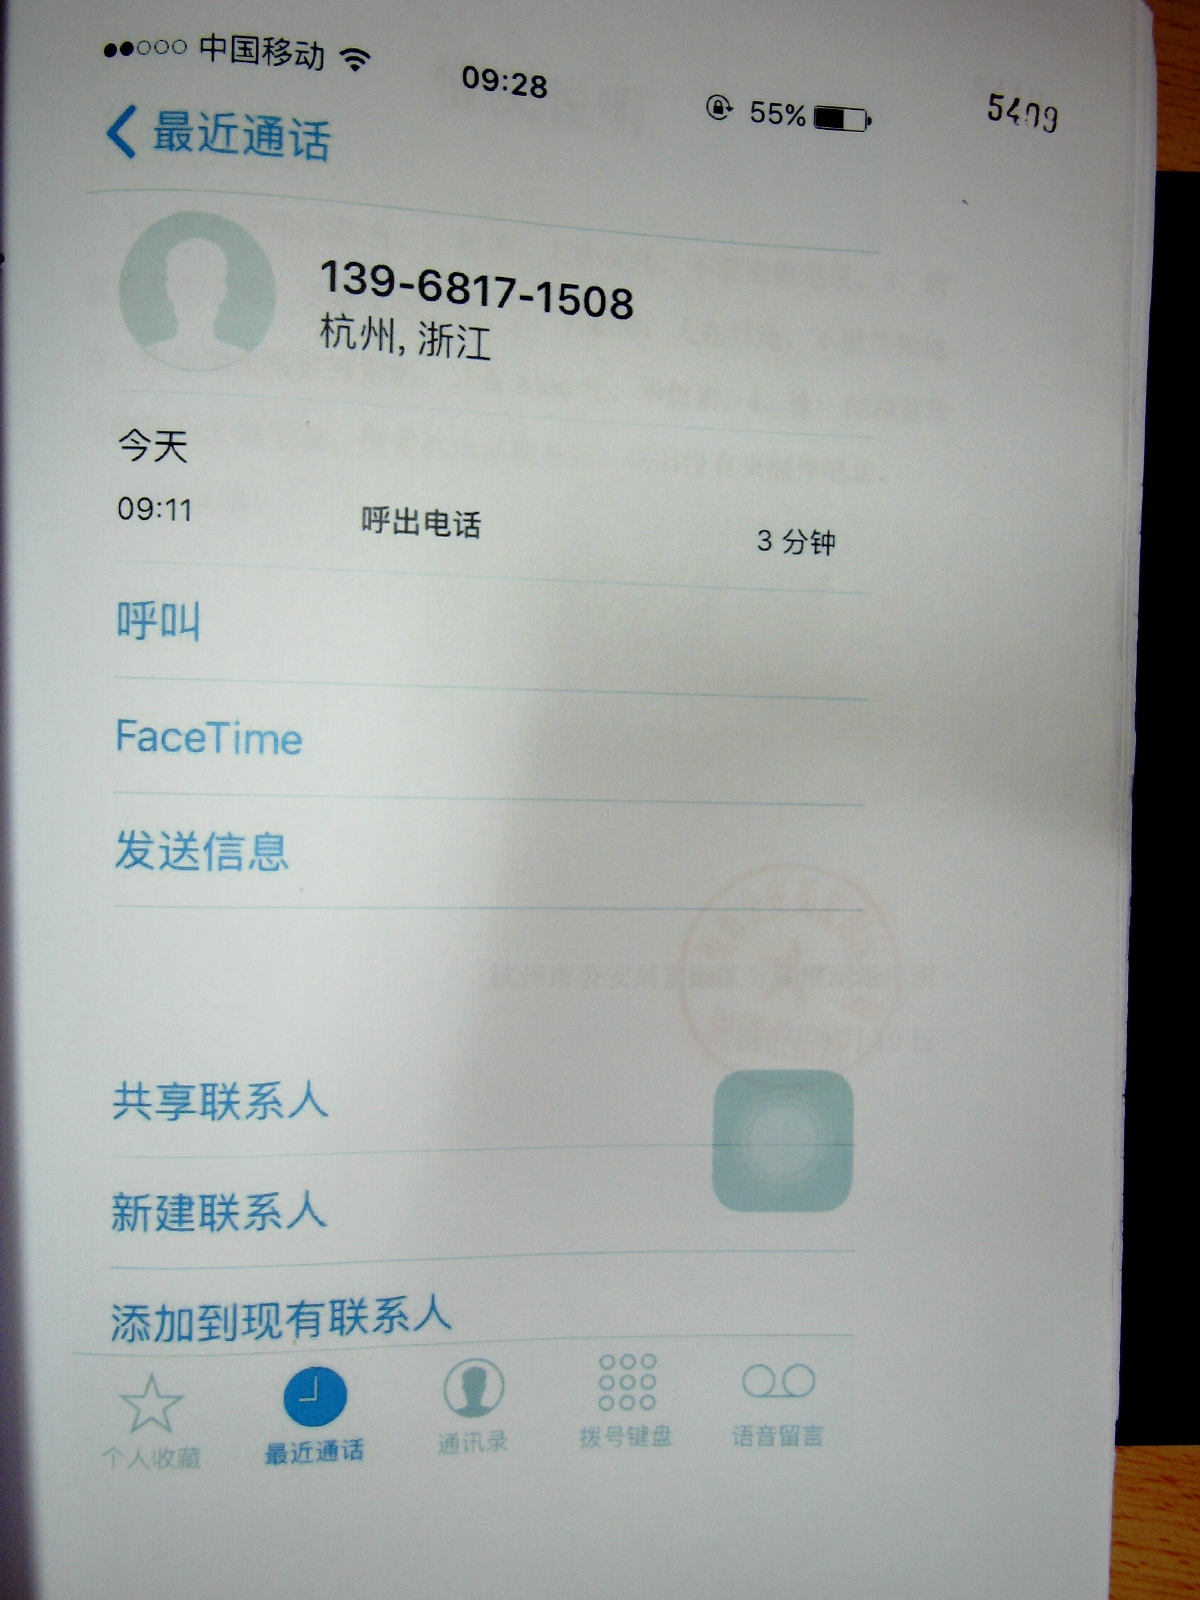 中国移动 09:28 55%
最近通话
139-6817-1508
杭州, 浙江
今天
09:11 呼出电话 3 分钟
呼叫
FaceTime
发送信息
共享联系人
新建联系人
添加到现有联系人
个人收藏 最近通话 通讯录 拨号键盘 语音留言